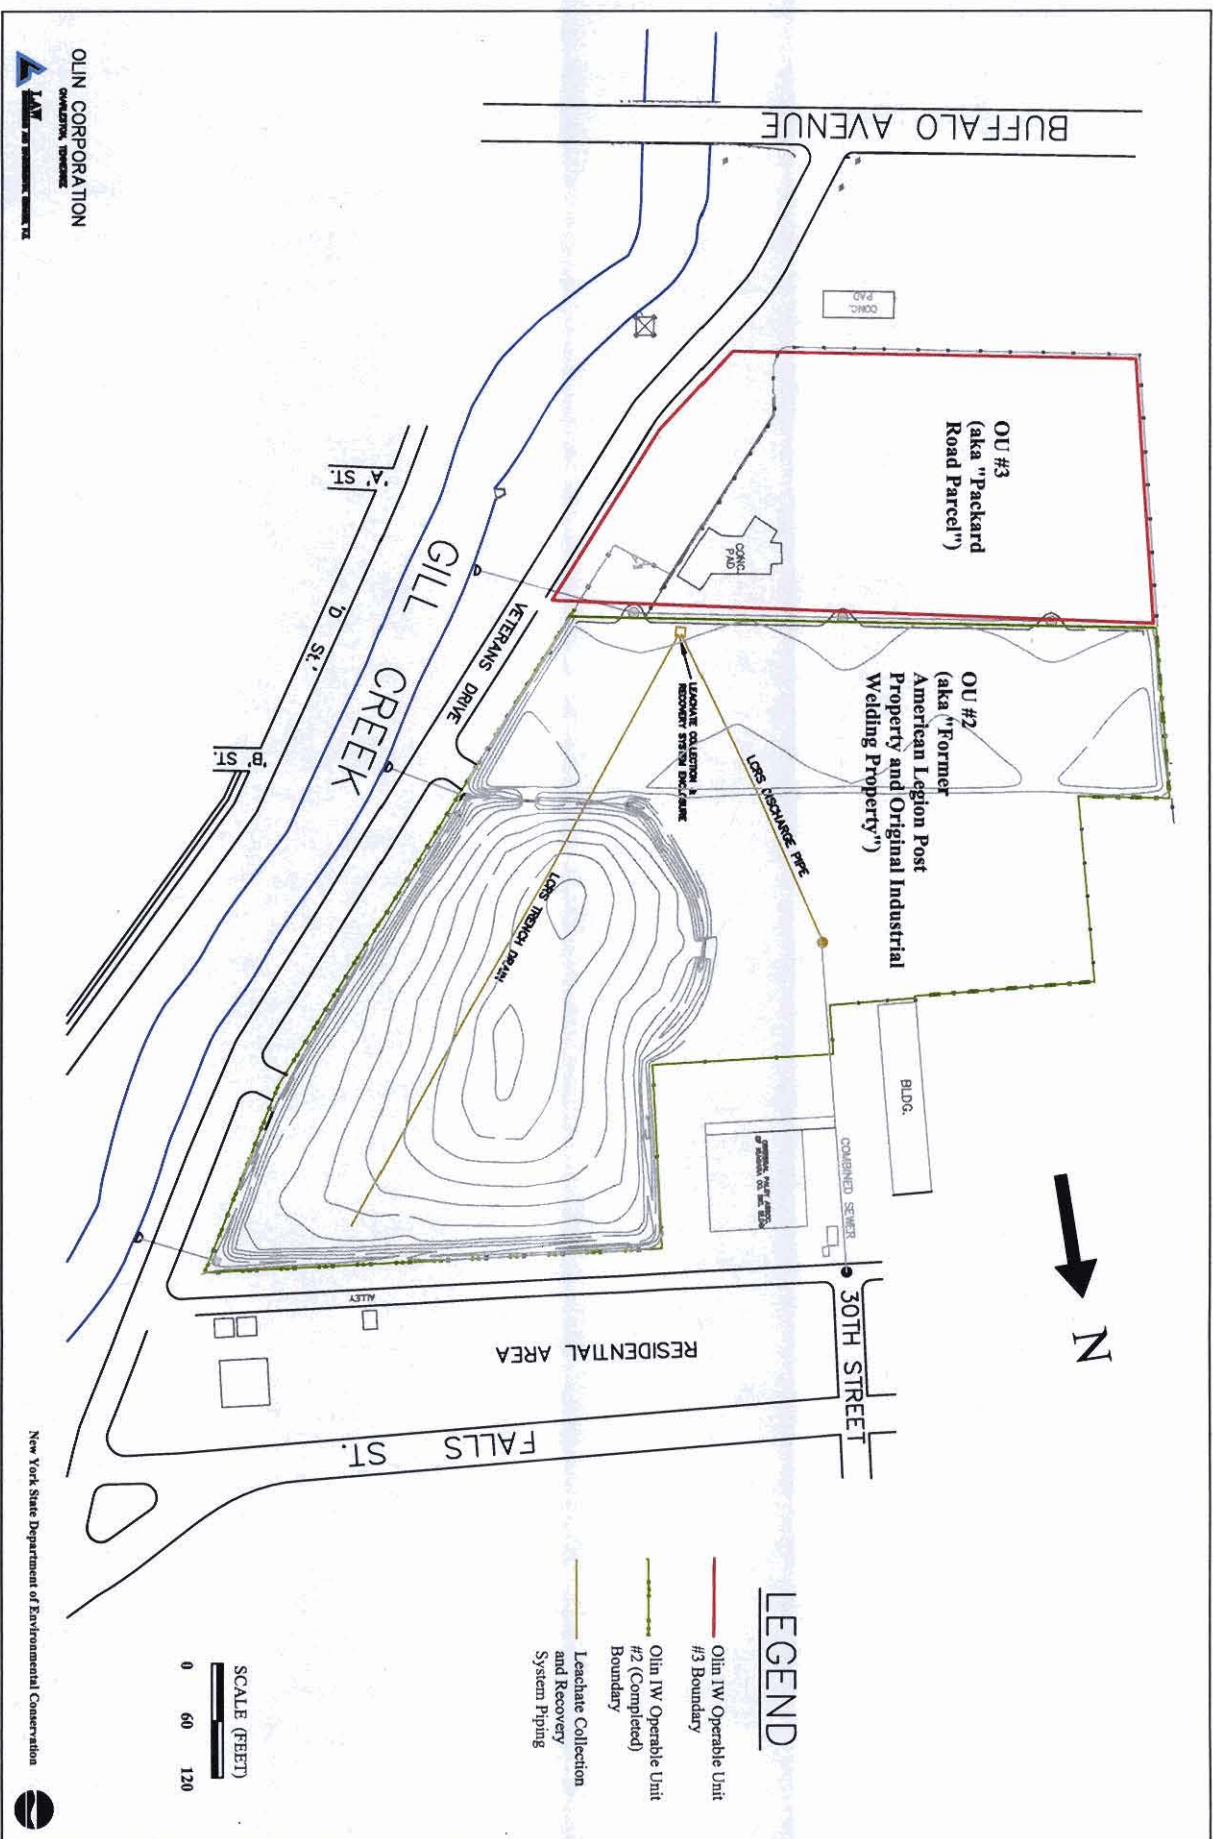 BUFFALO AVENUE
CONC.
PAD
OU #3
(aka "Packard
Road Parcel")
CONC.
PAD
OU #2
(aka "Former
American Legion Post
Property and Original Industrial
Welding Property")
LEACHATE COLLECTION &
RECOVERY SYSTEM ENCLOSURE
LCRS DISCHARGE PIPE
LCRS TRENCH DRAIN
VETERANS DRIVE
GILL CREEK
'A' ST.
'D' St.
'B' ST.
BLDG.
COMBINED SEWER
30TH STREET
ALLEY
RESIDENTIAL AREA
FALLS ST.
N
LEGEND
Olin IW Operable Unit
#3 Boundary
Olin IW Operable Unit
#2 (Completed)
Boundary
Leachate Collection
and Recovery
System Piping
SCALE (FEET)
0 60 120
OLIN CORPORATION
CHARLESTON, TENNESSEE
LAW
New York State Department of Environmental Conservation